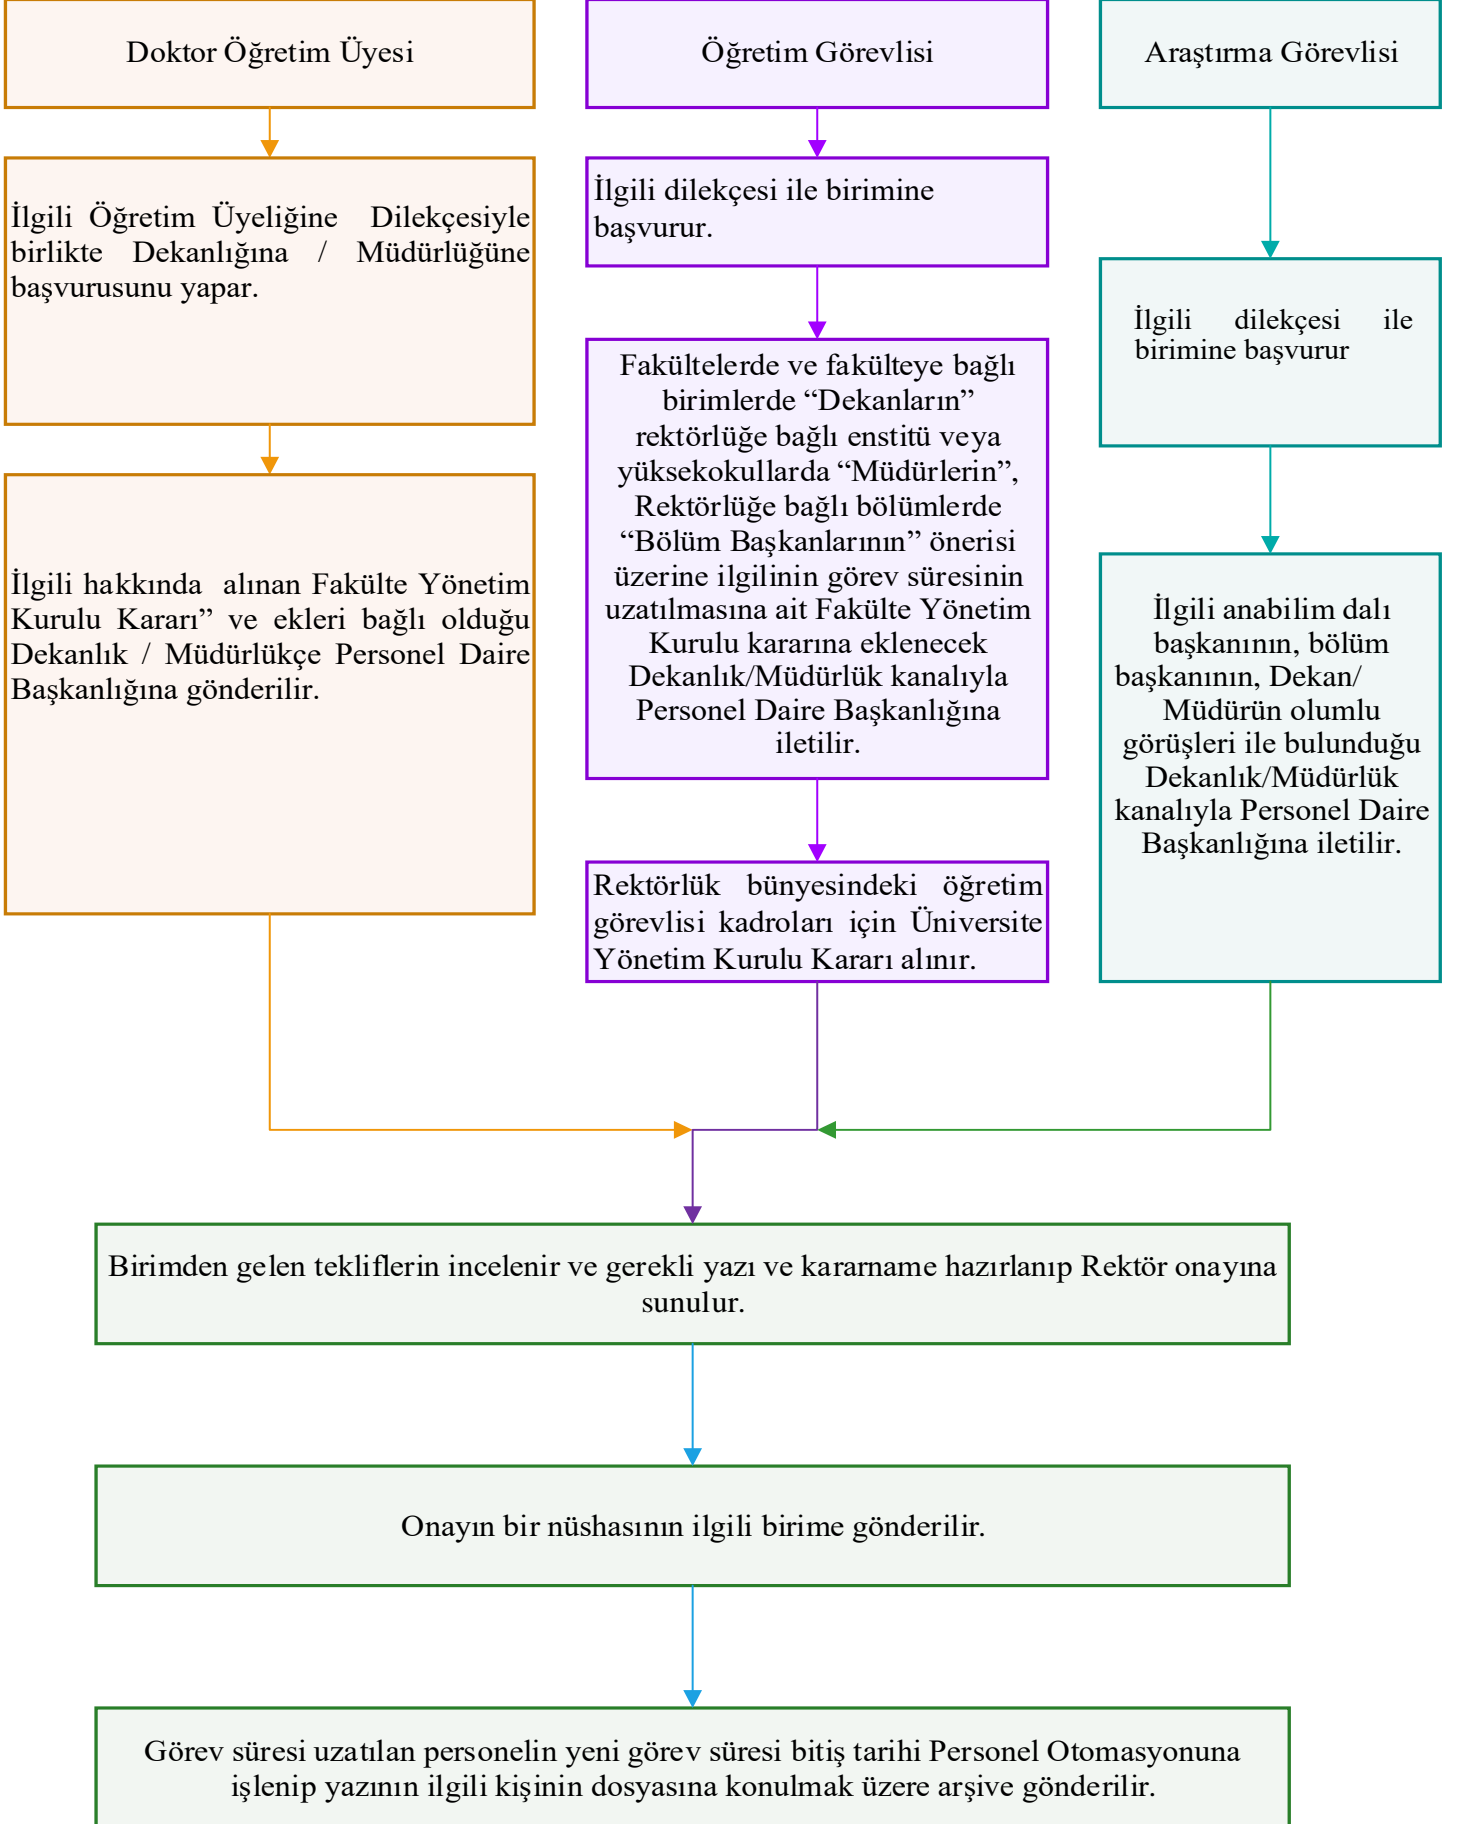 Doktor Öğretim Üyesi
İlgili Öğretim Üyeliğine Dilekçesiyle
birlikte Dekanlığına / Müdürlüğüne
başvurusunu yapar.
İlgili hakkında alınan Fakülte Yönetim
Kurulu Kararı” ve ekleri bağlı olduğu
Dekanlık / Müdürlükçe Personel Daire
Başkanlığına gönderilir.
Öğretim Görevlisi
İlgili dilekçesi ile birimine
başvurur.
Fakültelerde ve fakülteye bağlı
birimlerde “Dekanların”
rektörlüğe bağlı enstitü veya
yüksekokullarda “Müdürlerin”,
Rektörlüğe bağlı bölümlerde
“Bölüm Başkanlarının” önerisi
üzerine ilgilinin görev süresinin
uzatılmasına ait Fakülte Yönetim
Kurulu kararına eklenecek
Dekanlık/Müdürlük kanalıyla
Personel Daire Başkanlığına
iletilir.
Rektörlük bünyesindeki öğretim
görevlisi kadroları için Üniversite
Yönetim Kurulu Kararı alınır.
Araştırma Görevlisi
İlgili dilekçesi ile
birimine başvurur
İlgili anabilim dalı
başkanının, bölüm
başkanının, Dekan/
Müdürün olumlu
görüşleri ile bulunduğu
Dekanlık/Müdürlük
kanalıyla Personel Daire
Başkanlığına iletilir.
Birimden gelen tekliflerin incelenir ve gerekli yazı ve kararname hazırlanıp Rektör onayına
sunulur.
Onayın bir nüshasının ilgili birime gönderilir.
Görev süresi uzatılan personelin yeni görev süresi bitiş tarihi Personel Otomasyonuna
işlenip yazının ilgili kişinin dosyasına konulmak üzere arşive gönderilir.